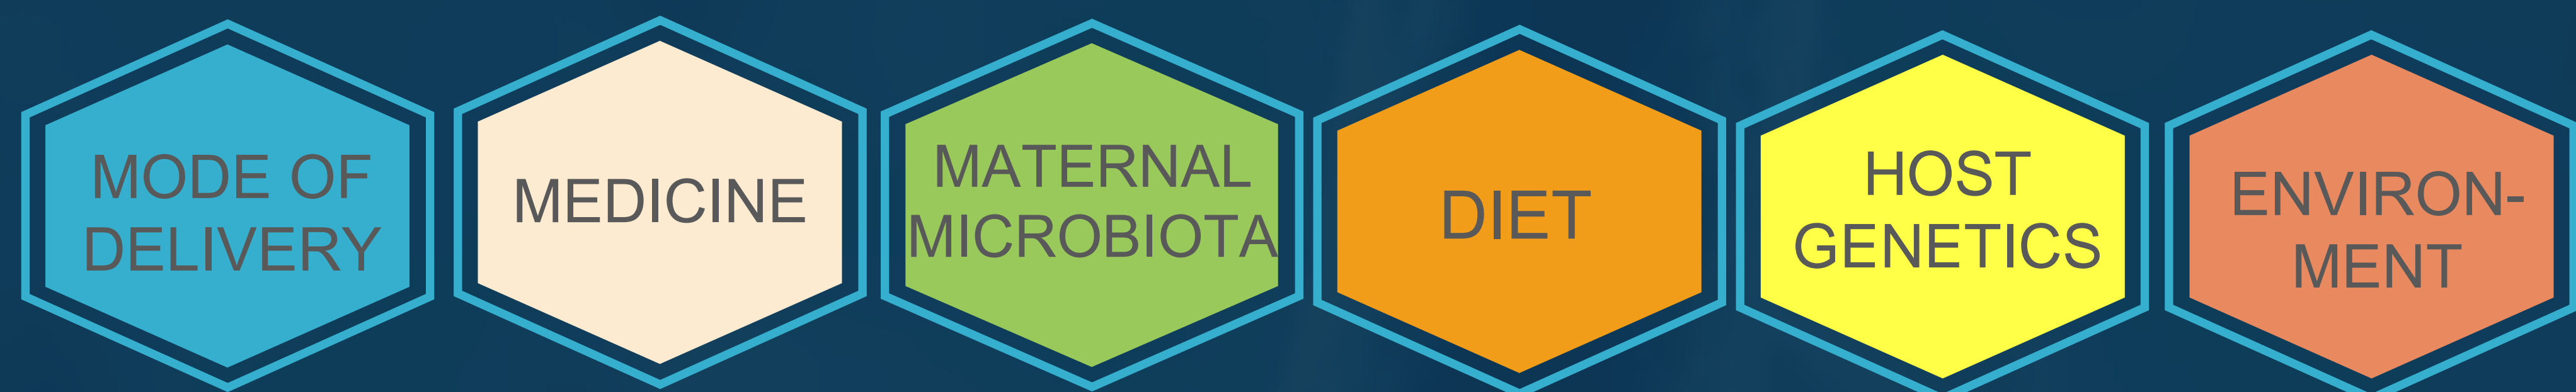 MODE OF
DELIVERY
MEDICINE
MATERNAL
MICROBIOTA
DIET
HOST
GENETICS
ENVIRON-
MENT